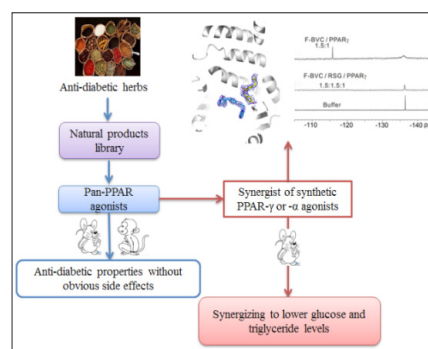 Anti-diabetic herbs
Natural products
library
Pan-PPAR
agonists
Anti-diabetic properties without
obvious side effects
F-BVC / PPARγ
1.5:1
F-BVC / RSG / PPARγ
1.5:1.5:1
Buffer
-110 -120 -130 -140
Synergist of synthetic
PPAR-γ or -α agonists
Synergizing to lower glucose and
triglyceride levels